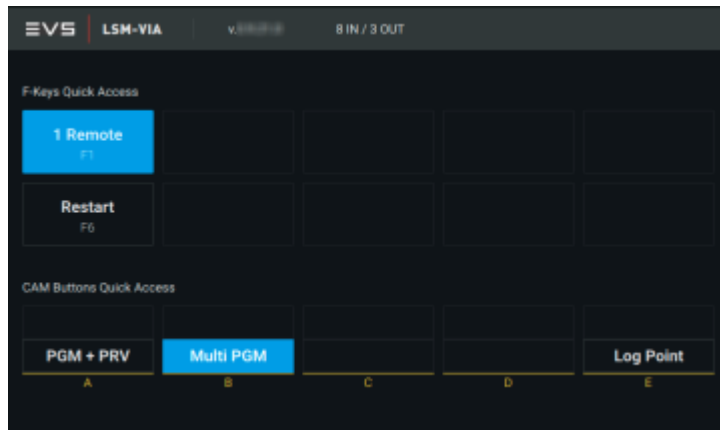 EVS LSM-VIA v. 8 IN / 3 OUT
F-Keys Quick Access
1 Remote
F1
Restart
F6
CAM Buttons Quick Access
PGM + PRV Multi PGM Log Point
A B C D E